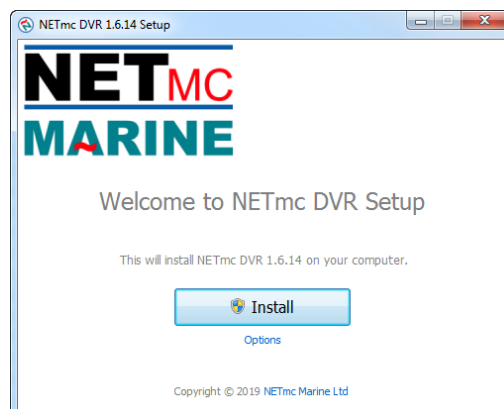 NETmc DVR 1.6.14 Setup
NETMC
MARINE
Welcome to NETmc DVR Setup
This will install NETmc DVR 1.6.14 on your computer.
Install
Options
Copyright © 2019 NETmc Marine Ltd